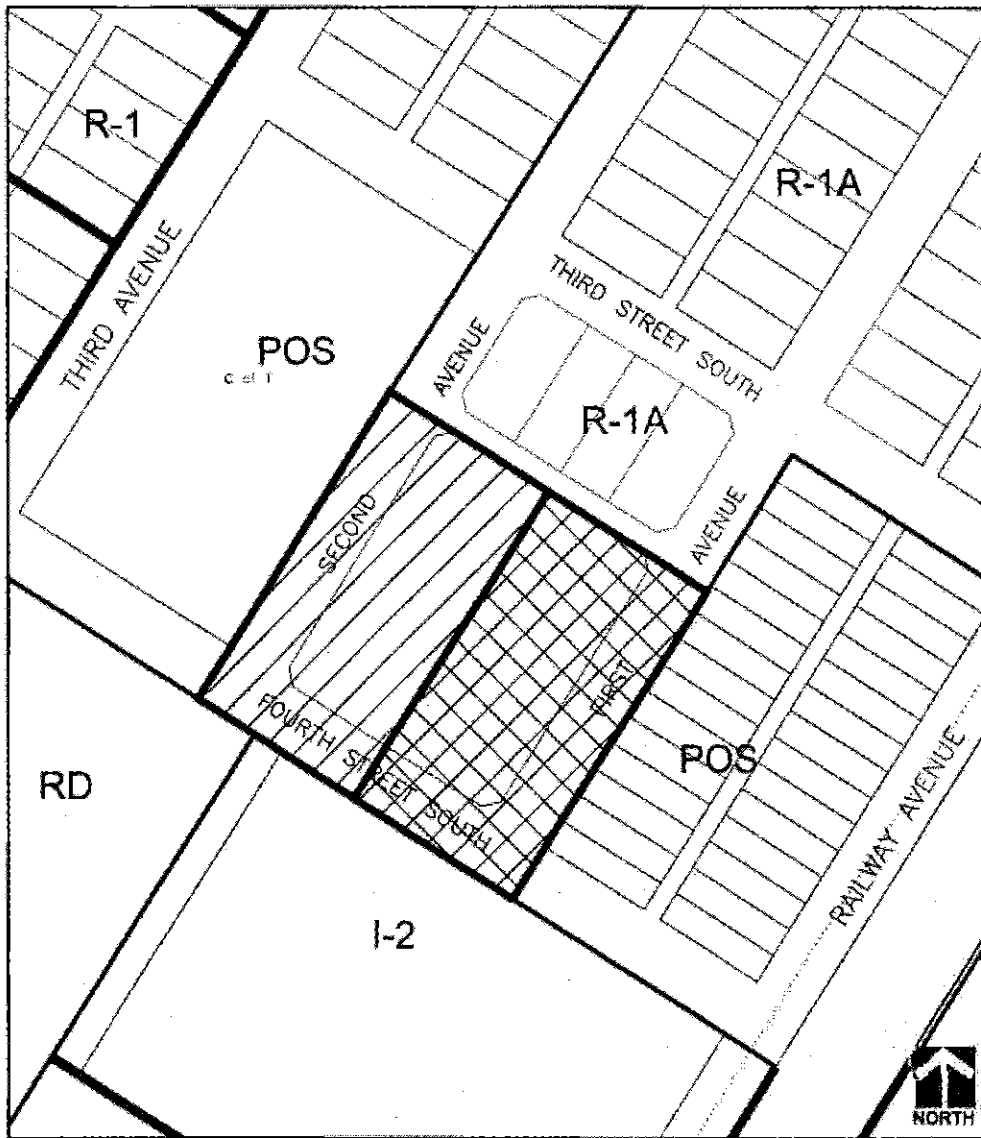 R-1
R-1A
THIRD AVENUE
THIRD STREET SOUTH
POS
AVENUE
R-1A
SECOND
AVENUE
FIRST
FOURTH
STREET SOUTH
POS
RD
RAILWAY AVENUE
I-2
NORTH